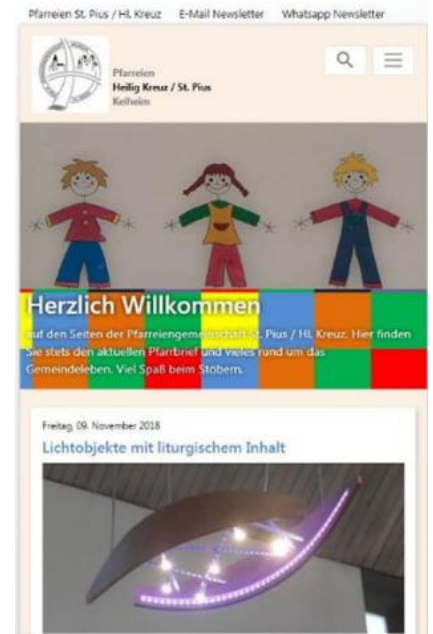 Pfarreien St. Pius / Hl. Kreuz E-Mail Newsletter Whatsapp Newsletter
Pfarreien
Heilig Kreuz / St. Pius
Kelheim
Herzlich Willkommen
auf den Seiten der Pfarreiengemeinschaft St. Pius / Hl. Kreuz. Hier finden
Sie stets den aktuellen Pfarrbrief und vieles rund um das
Gemeindeleben. Viel Spaß beim Stöbern.
Freitag, 09. November 2018
Lichtobjekte mit liturgischem Inhalt